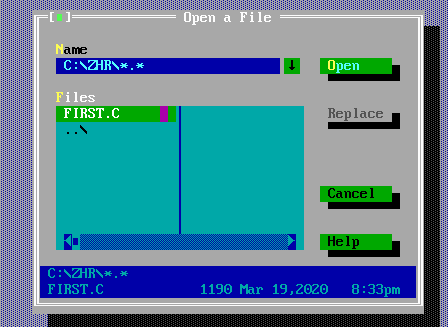 Open a File
Name
C:\ZHR\*.*
↓
Open
Files
FIRST.C
..\
Replace
Cancel
Help
C:\ZHR\*.*
FIRST.C 1190 Mar 19,2020 8:33pm